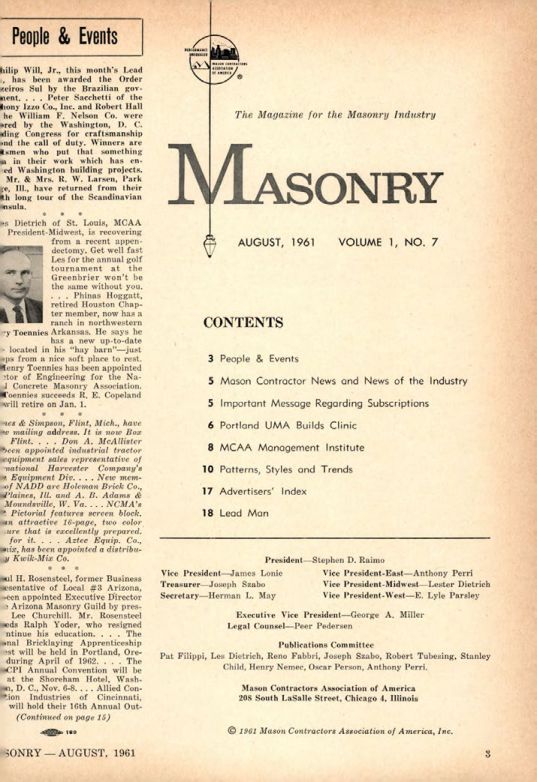 People & Events
hilip Will, Jr., this month's Lead
, has been awarded the Order
zeiros Sul by the Brazilian gov-
ment. . . . Peter Sacchetti of the
hony Izzo Co., Inc. and Robert Hall
he William F. Nelson Co. were
ored by the Washington, D. C.
ding Congress for craftsmanship
ond the call of duty. Winners are
tsmen who put that something
a in their work which has en-
ed Washington building projects.
Mr. & Mrs. R. W. Larsen, Park
ge, Ill., have returned from their
th long tour of the Scandinavian
nsula.
* * *
es Dietrich of St. Louis, MCAA
President-Midwest, is recovering
from a recent appen-
dectomy. Get well fast
Les for the annual golf
tournament at the
Greenbrier won't be
the same without you.
. . . Phinas Hoggatt,
retired Houston Chap-
ter member, now has a
ranch in northwestern
ry Toennies Arkansas. He says he
has a new up-to-date
located in his "hay barn"—just
eps from a nice soft place to rest.
Henry Toennies has been appointed
ctor of Engineering for the Na-
l Concrete Masonry Association.
Toennies succeeds R. E. Copeland
will retire on Jan. 1.
* * *
nes & Simpson, Flint, Mich., have
w mailing address. It is now Box
Flint. . . . Don A. McAllister
been appointed industrial tractor
equipment sales representative of
national Harvester Company's
n Equipment Div. . . . New mem-
of NADD are Holeman Brick Co.,
Plaines, Ill. and A. B. Adams &
Moundsville, W. Va. . . . NCMA's
Pictorial features screen block.
an attractive 16-page, two color
ure that is excellently prepared.
for it. . . . Aztec Equip. Co.,
nix, has been appointed a distribu-
y Kwik-Mix Co.
* * *
ul H. Rosensteel, former Business
esentative of Local #3 Arizona,
een appointed Executive Director
e Arizona Masonry Guild by pres-
Lee Churchill. Mr. Rosensteel
eds Ralph Yoder, who resigned
ntinue his education. . . . The
onal Bricklaying Apprenticeship
est will be held in Portland, Ore-
during April of 1962. . . . The
CPI Annual Convention will be
at the Shoreham Hotel, Wash-
n, D. C., Nov. 6-8. . . . Allied Con-
tion Industries of Cincinnati,
will hold their 16th Annual Out-
(Continued on page 15)
SONRY — AUGUST, 1961
MASON CONTRACTORS
ASSOCIATION
OF AMERICA
®
The Magazine for the Masonry Industry
MASONRY
AUGUST, 1961 VOLUME 1, NO. 7
CONTENTS
3 People & Events
5 Mason Contractor News and News of the Industry
5 Important Message Regarding Subscriptions
6 Portland UMA Builds Clinic
8 MCAA Management Institute
10 Patterns, Styles and Trends
17 Advertisers' Index
18 Lead Man
President—Stephen D. Raimo
Vice President—James Lonie Vice President-East—Anthony Perri
Treasurer—Joseph Szabo Vice President-Midwest—Lester Dietrich
Secretary—Herman L. May Vice President-West—E. Lyle Parsley
Executive Vice President—George A. Miller
Legal Counsel—Peer Pedersen
Publications Committee
Pat Filippi, Les Dietrich, Reno Fabbri, Joseph Szabo, Robert Tubesing, Stanley
Child, Henry Nemec, Oscar Person, Anthony Perri.
Mason Contractors Association of America
208 South LaSalle Street, Chicago 4, Illinois
© 1961 Mason Contractors Association of America, Inc.
3